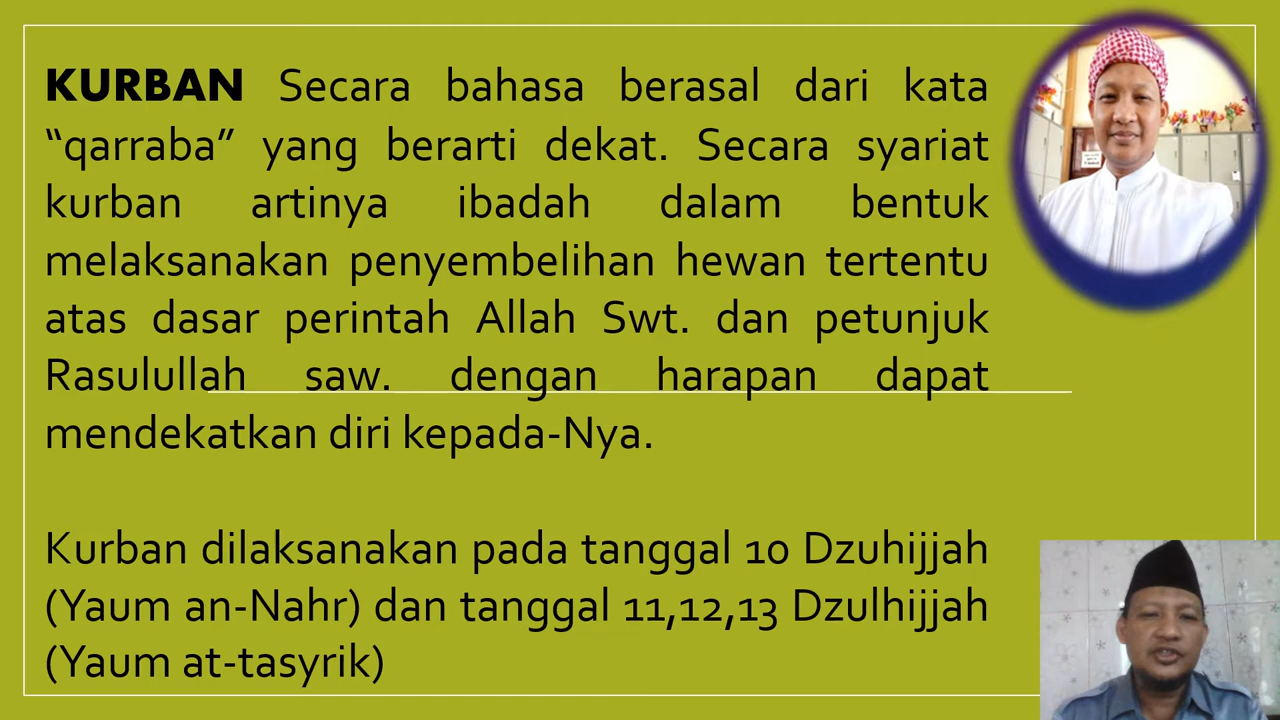 KURBAN Secara bahasa berasal dari kata
“qarraba” yang berarti dekat. Secara syariat
kurban artinya ibadah dalam bentuk
melaksanakan penyembelihan hewan tertentu
atas dasar perintah Allah Swt. dan petunjuk
Rasulullah saw. dengan harapan dapat
mendekatkan diri kepada-Nya.
Kurban dilaksanakan pada tanggal 10 Dzuhijjah
(Yaum an-Nahr) dan tanggal 11,12,13 Dzulhijjah
(Yaum at-tasyrik)